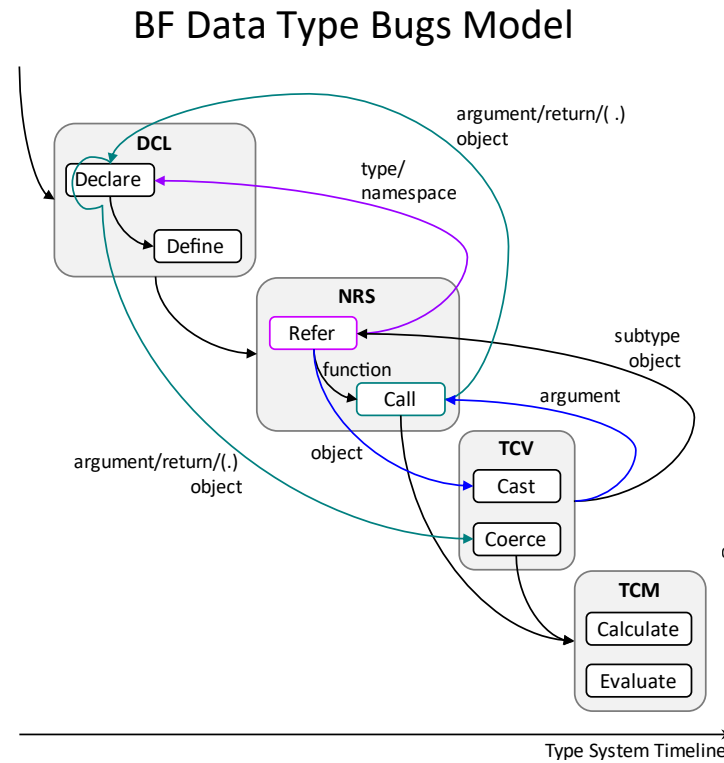 BF Data Type Bugs Model
argument/return/( .)
object
DCL
type/
namespace
Declare
Define
NRS
Refer
subtype
object
function
Call
argument
TCV
object
argument/return/(.)
object
Cast
Coerce
TCM
Calculate
Evaluate
Type System Timeline